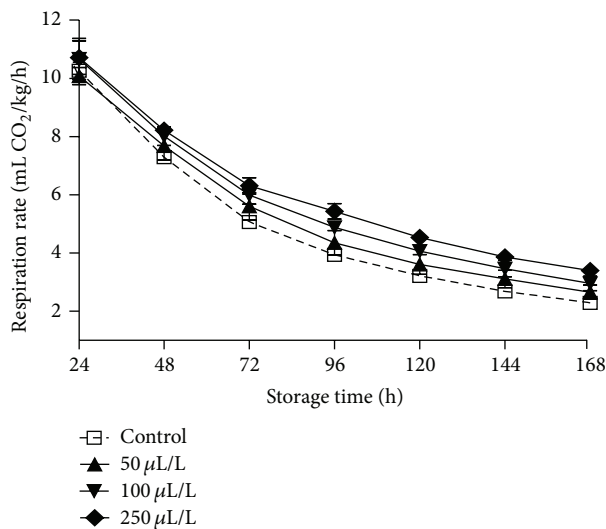 12
10
8
6
4
2
Respiration rate (mL CO₂/kg/h)
24 48 72 96 120 144 168
Storage time (h)
Control
50 μL/L
100 μL/L
250 μL/L